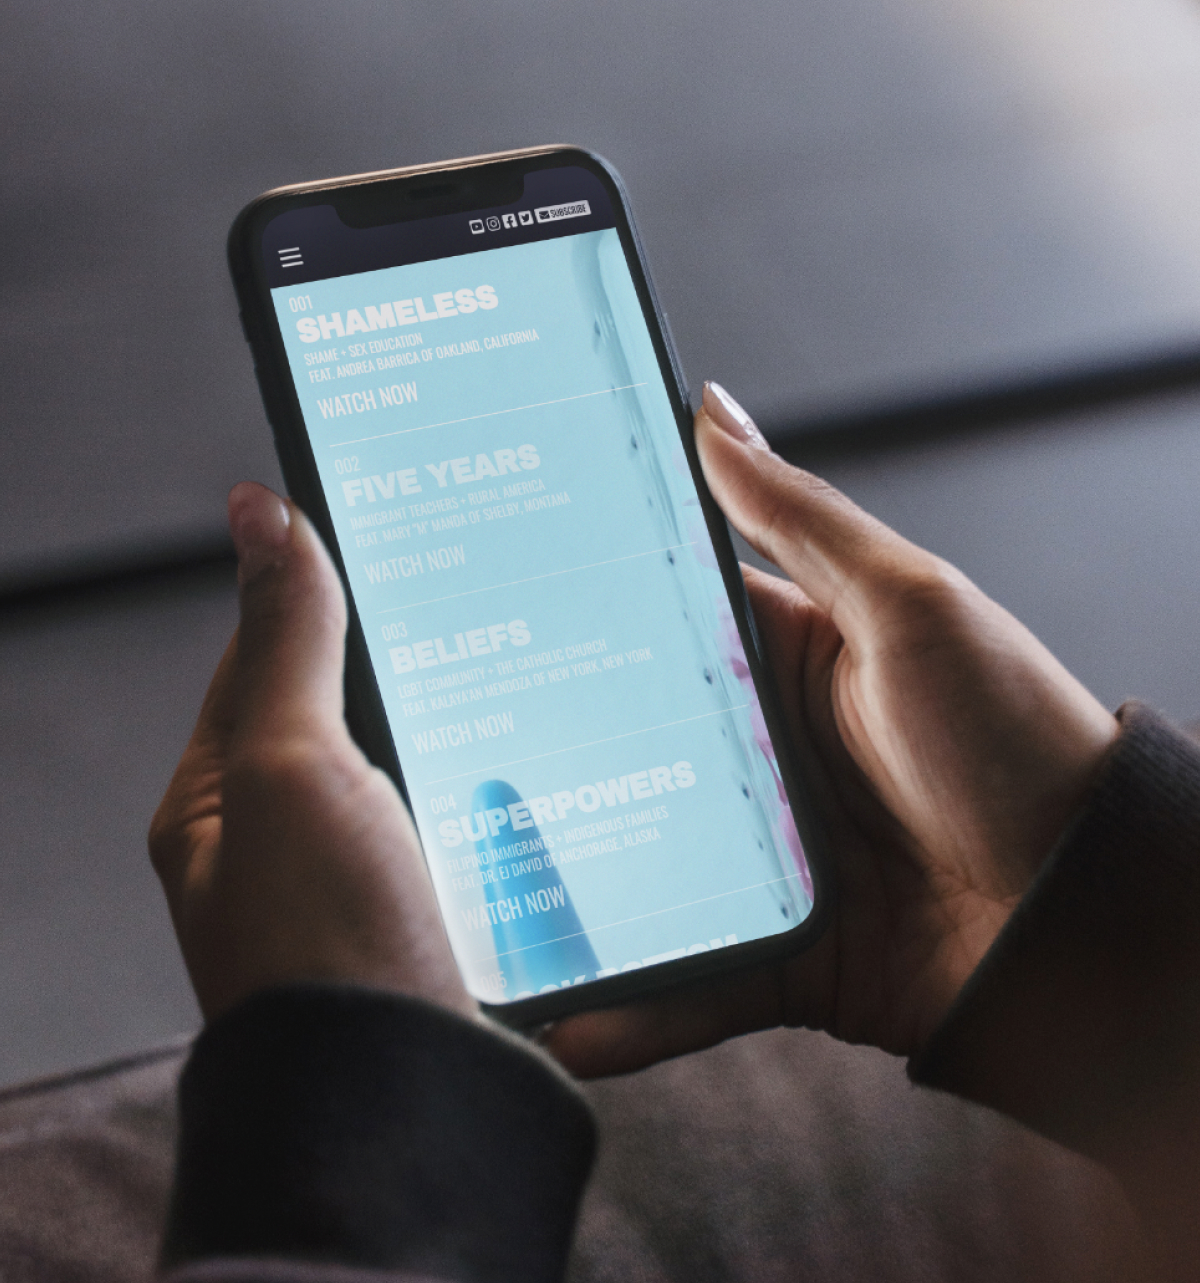 SUBSCRIBE
001
SHAMELESS
SHAME + SEX EDUCATION
FEAT. ANDREA BARRICA OF OAKLAND, CALIFORNIA
WATCH NOW
002
FIVE YEARS
IMMIGRANT TEACHERS + RURAL AMERICA
FEAT. MARY "M" MANDA OF SHELBY, MONTANA
WATCH NOW
003
BELIEFS
LGBT COMMUNITY + THE CATHOLIC CHURCH
FEAT. KALAYA'AN MENDOZA OF NEW YORK, NEW YORK
WATCH NOW
004
SUPERPOWERS
FILIPINO IMMIGRANTS + INDIGENOUS FAMILIES
FEAT. DR. EJ DAVID OF ANCHORAGE, ALASKA
WATCH NOW
005
BOTTOM